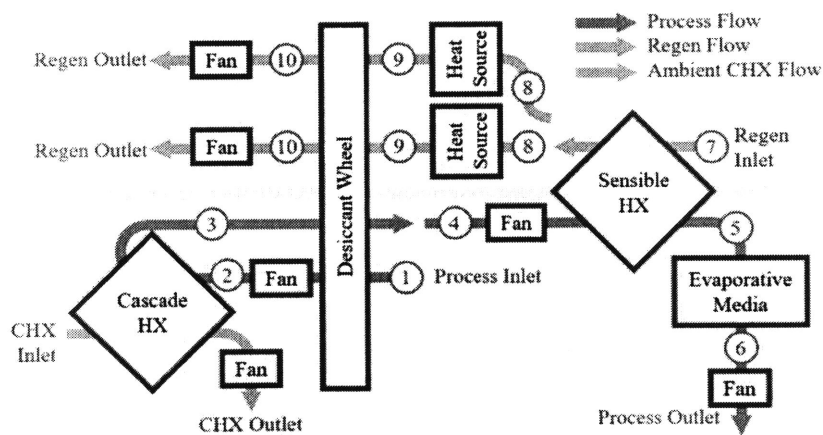 Process Flow
Regen Flow
Ambient CHX Flow
Regen Outlet
Fan
10
9
Heat
Source
8
Regen Outlet
Fan
10
9
Heat
Source
8
7
Regen
Inlet
Sensible
HX
Desiccant Wheel
3
4
Fan
5
2
Fan
1
Process Inlet
Cascade
HX
Evaporative
Media
CHX
Inlet
6
Fan
Fan
CHX Outlet
Process Outlet